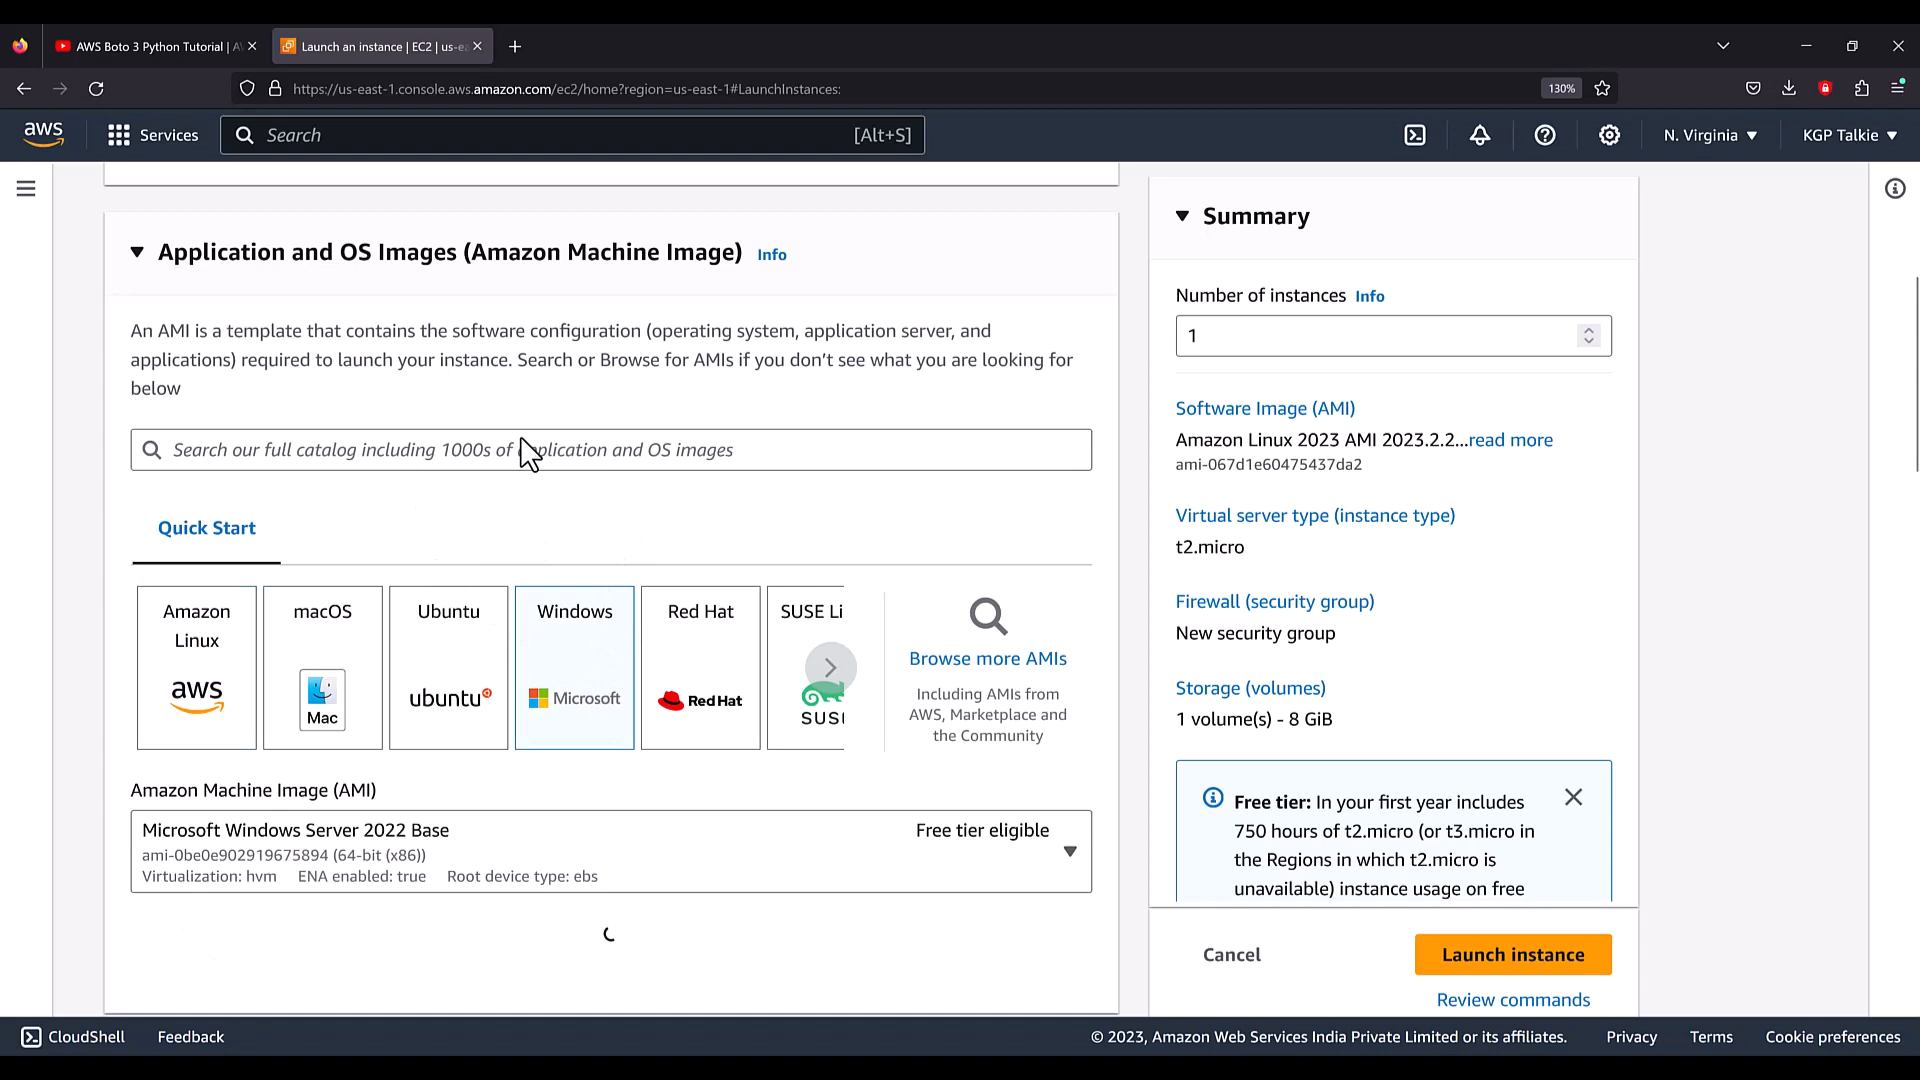 AWS Boto 3 Python Tutorial | A
Launch an instance | EC2 | us-ea
https://us-east-1.console.aws.amazon.com/ec2/home?region=us-east-1#LaunchInstances:
130%
aws
Services
Search
[Alt+S]
N. Virginia
KGP Talkie
Application and OS Images (Amazon Machine Image) Info
An AMI is a template that contains the software configuration (operating system, application server, and
applications) required to launch your instance. Search or Browse for AMIs if you don’t see what you are looking for
below
Search our full catalog including 1000s of application and OS images
Quick Start
Amazon
Linux
aws
macOS
Mac
Ubuntu
ubuntu
Windows
Microsoft
Red Hat
Red Hat
SUSE Li
SUS
Browse more AMIs
Including AMIs from
AWS, Marketplace and
the Community
Amazon Machine Image (AMI)
Microsoft Windows Server 2022 Base
Free tier eligible
ami-0be0e902919675894 (64-bit (x86))
Virtualization: hvm ENA enabled: true Root device type: ebs
Summary
Number of instances Info
1
Software Image (AMI)
Amazon Linux 2023 AMI 2023.2.2...read more
ami-067d1e60475437da2
Virtual server type (instance type)
t2.micro
Firewall (security group)
New security group
Storage (volumes)
1 volume(s) - 8 GiB
Free tier: In your first year includes
750 hours of t2.micro (or t3.micro in
the Regions in which t2.micro is
unavailable) instance usage on free
Cancel
Launch instance
Review commands
CloudShell
Feedback
© 2023, Amazon Web Services India Private Limited or its affiliates.
Privacy
Terms
Cookie preferences